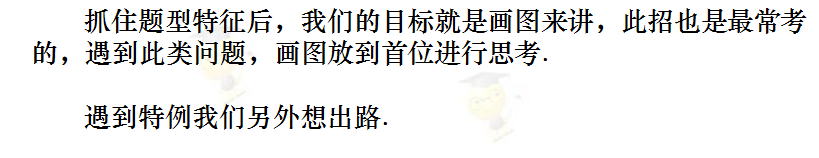 抓住题型特征后，我们的目标就是画图来讲，此招也是最常考
的，遇到此类问题，画图放到首位进行思考.
遇到特例我们另外想出路.